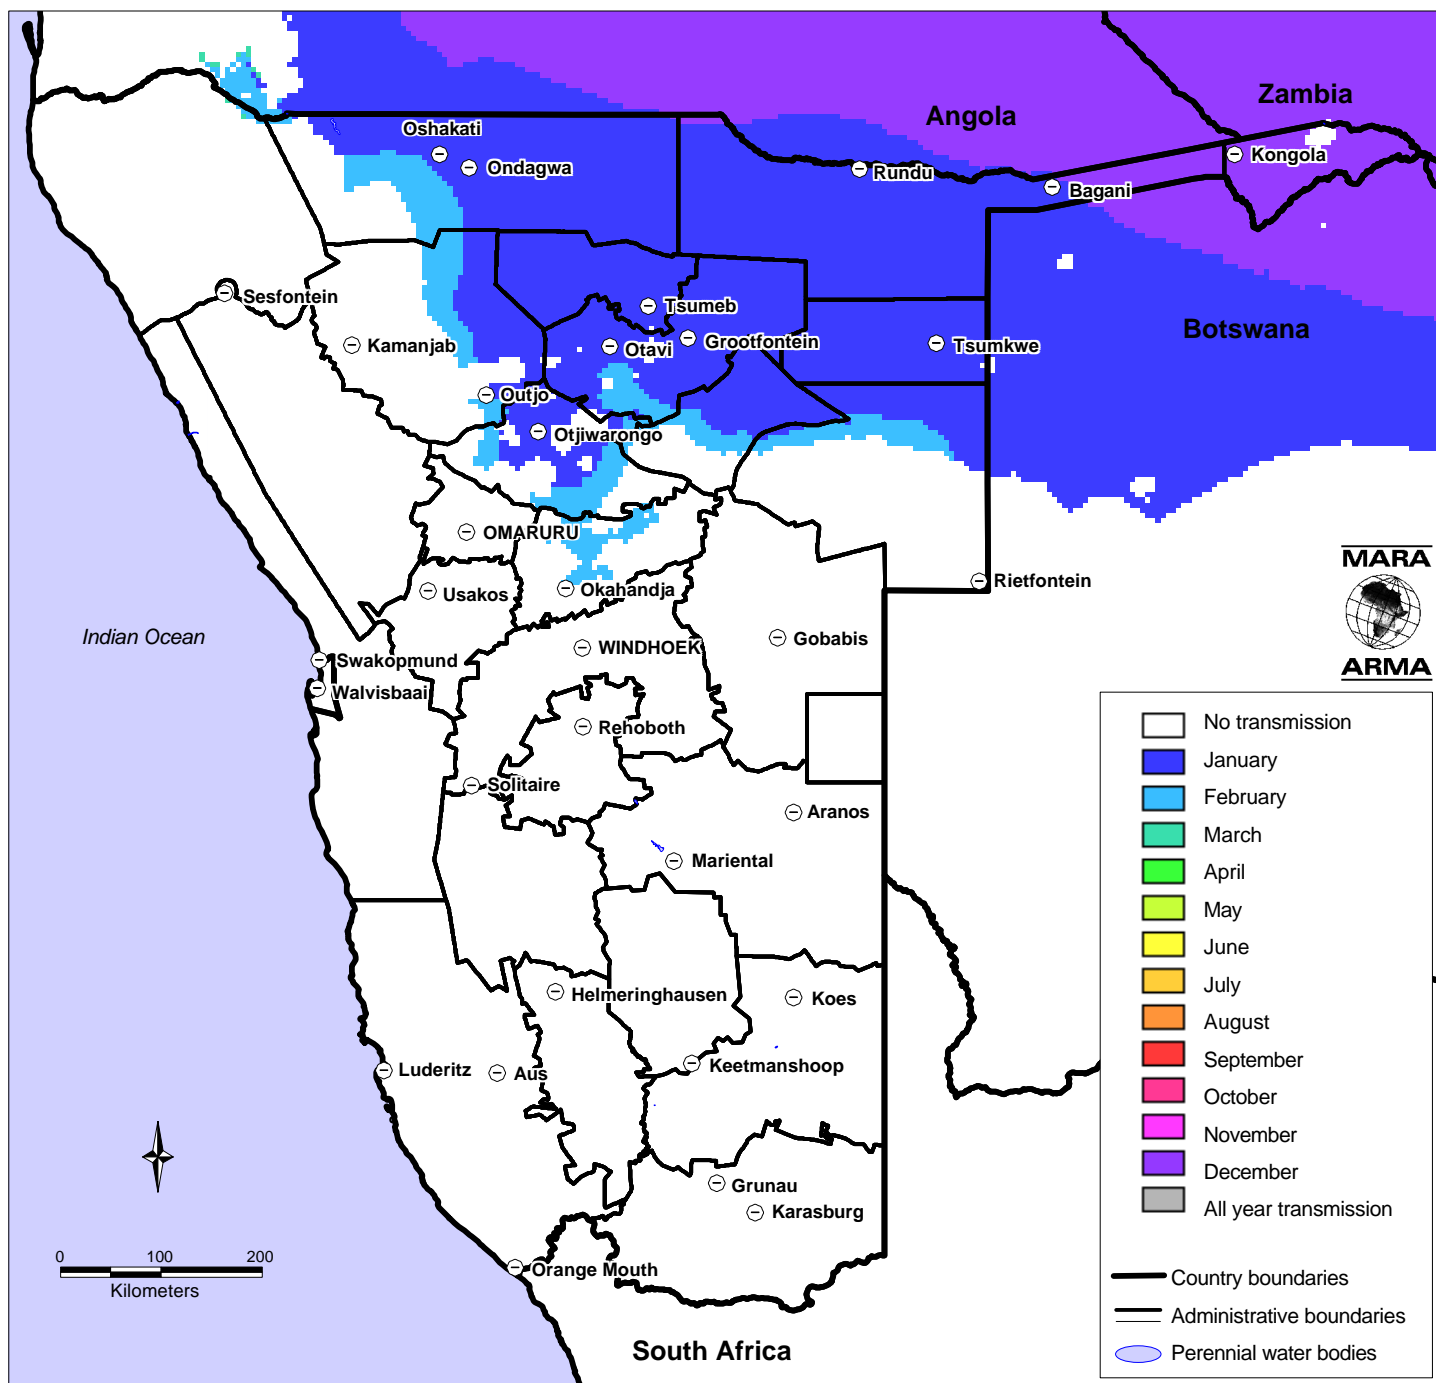 Zambia
Angola
Oshakati
Ondagwa
Rundu
Kongola
Bagani
Sesfontein
Tsumeb
Botswana
Kamanjab
Otavi
Grootfontein
Tsumkwe
Outjo
Otjiwarongo
OMARURU
MARA
Usakos
Okahandja
Rietfontein
Indian Ocean
Gobabis
WINDHOEK
ARMA
Swakopmund
Walvisbaai
Rehoboth
Solitaire
Aranos
Mariental
Helmeringhausen
Koes
Luderitz
Aus
Keetmanshoop
Grunau
Karasburg
Orange Mouth
South Africa
0 100 200
Kilometers
No transmission
January
February
March
April
May
June
July
August
September
October
November
December
All year transmission
Country boundaries
Administrative boundaries
Perennial water bodies